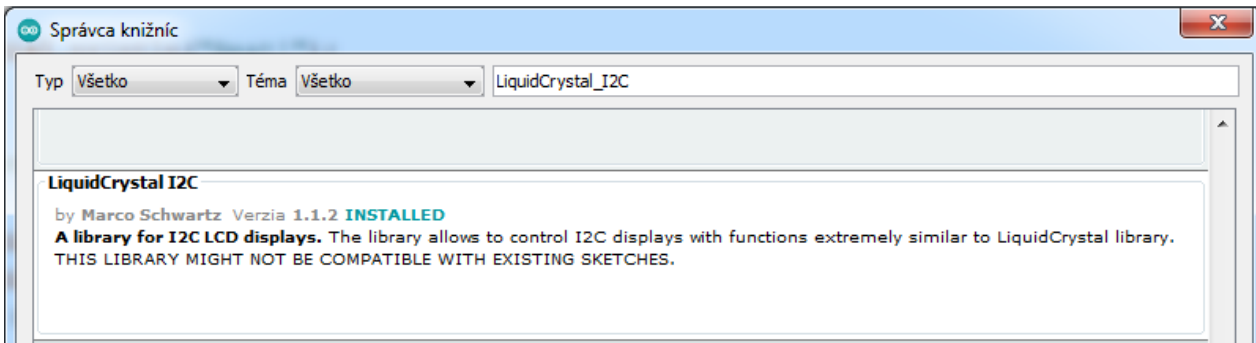 Správca knižníc
Typ Všetko Téma Všetko LiquidCrystal_I2C
LiquidCrystal I2C
by Marco Schwartz Verzia 1.1.2 INSTALLED
A library for I2C LCD displays. The library allows to control I2C displays with functions extremely similar to LiquidCrystal library.
THIS LIBRARY MIGHT NOT BE COMPATIBLE WITH EXISTING SKETCHES.